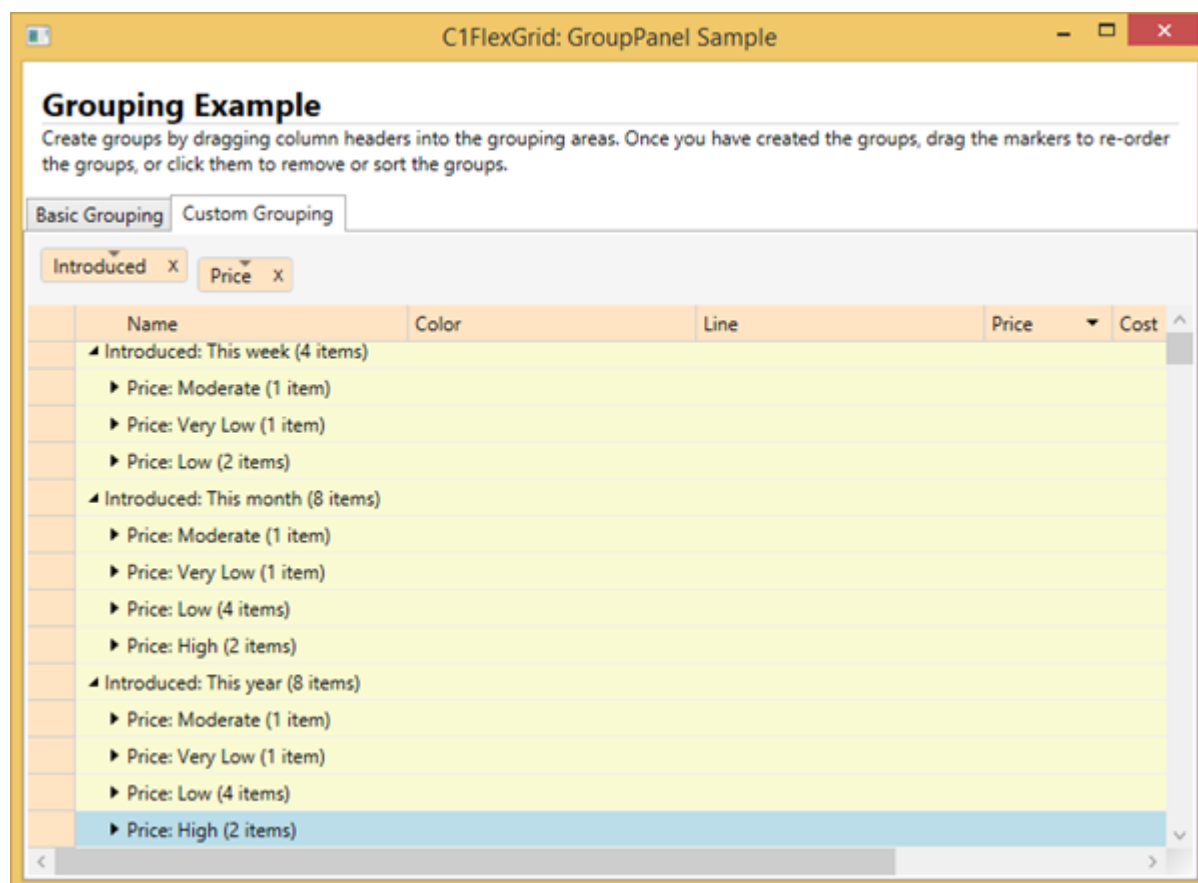 C1FlexGrid: GroupPanel Sample
Grouping Example
Create groups by dragging column headers into the grouping areas. Once you have created the groups, drag the markers to re-order
the groups, or click them to remove or sort the groups.
Basic Grouping Custom Grouping
Introduced X Price X
Name Color Line Price Cost
Introduced: This week (4 items)
Price: Moderate (1 item)
Price: Very Low (1 item)
Price: Low (2 items)
Introduced: This month (8 items)
Price: Moderate (1 item)
Price: Very Low (1 item)
Price: Low (4 items)
Price: High (2 items)
Introduced: This year (8 items)
Price: Moderate (1 item)
Price: Very Low (1 item)
Price: Low (4 items)
Price: High (2 items)